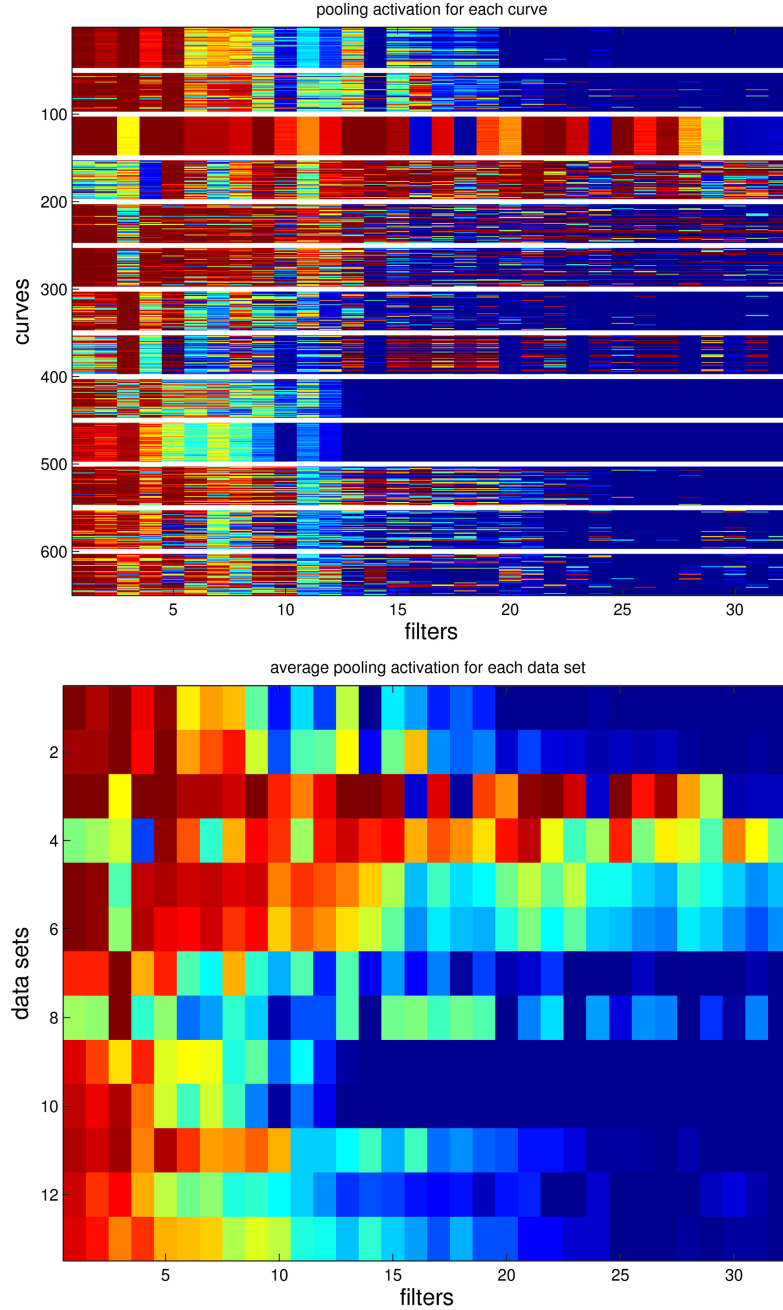 pooling activation for each curve
100
200
300
400
500
600
curves
5 10 15 20 25 30
filters
average pooling activation for each data set
2
4
6
8
10
12
data sets
5 10 15 20 25 30
filters